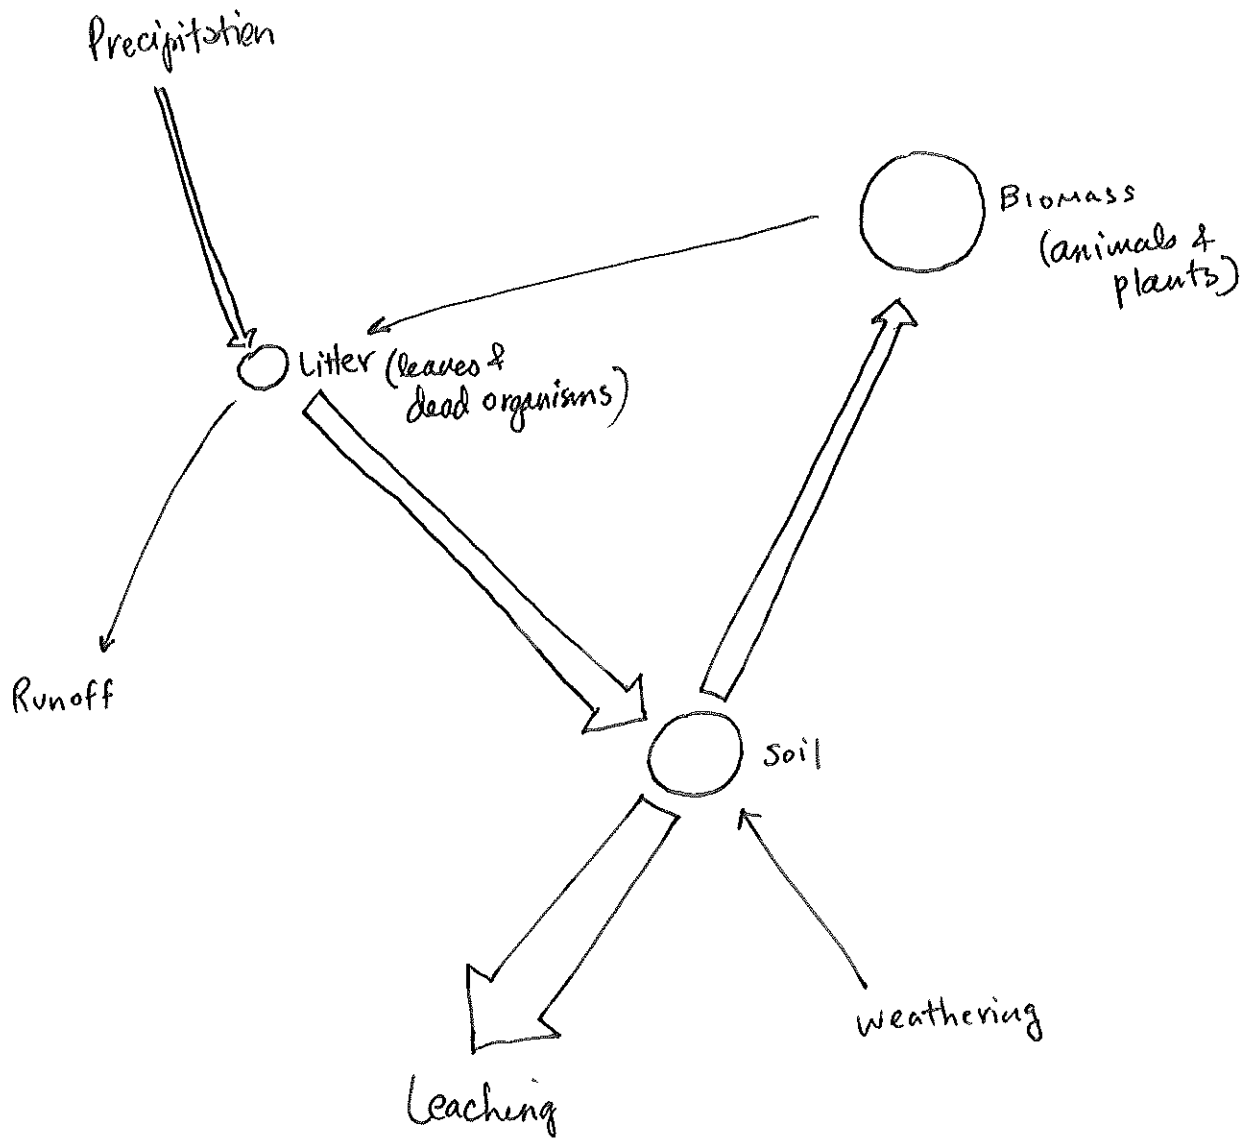 Precipitation
Biomass
(animals &
plants)
Litter (leaves &
dead organisms)
Runoff
Soil
weathering
Leaching